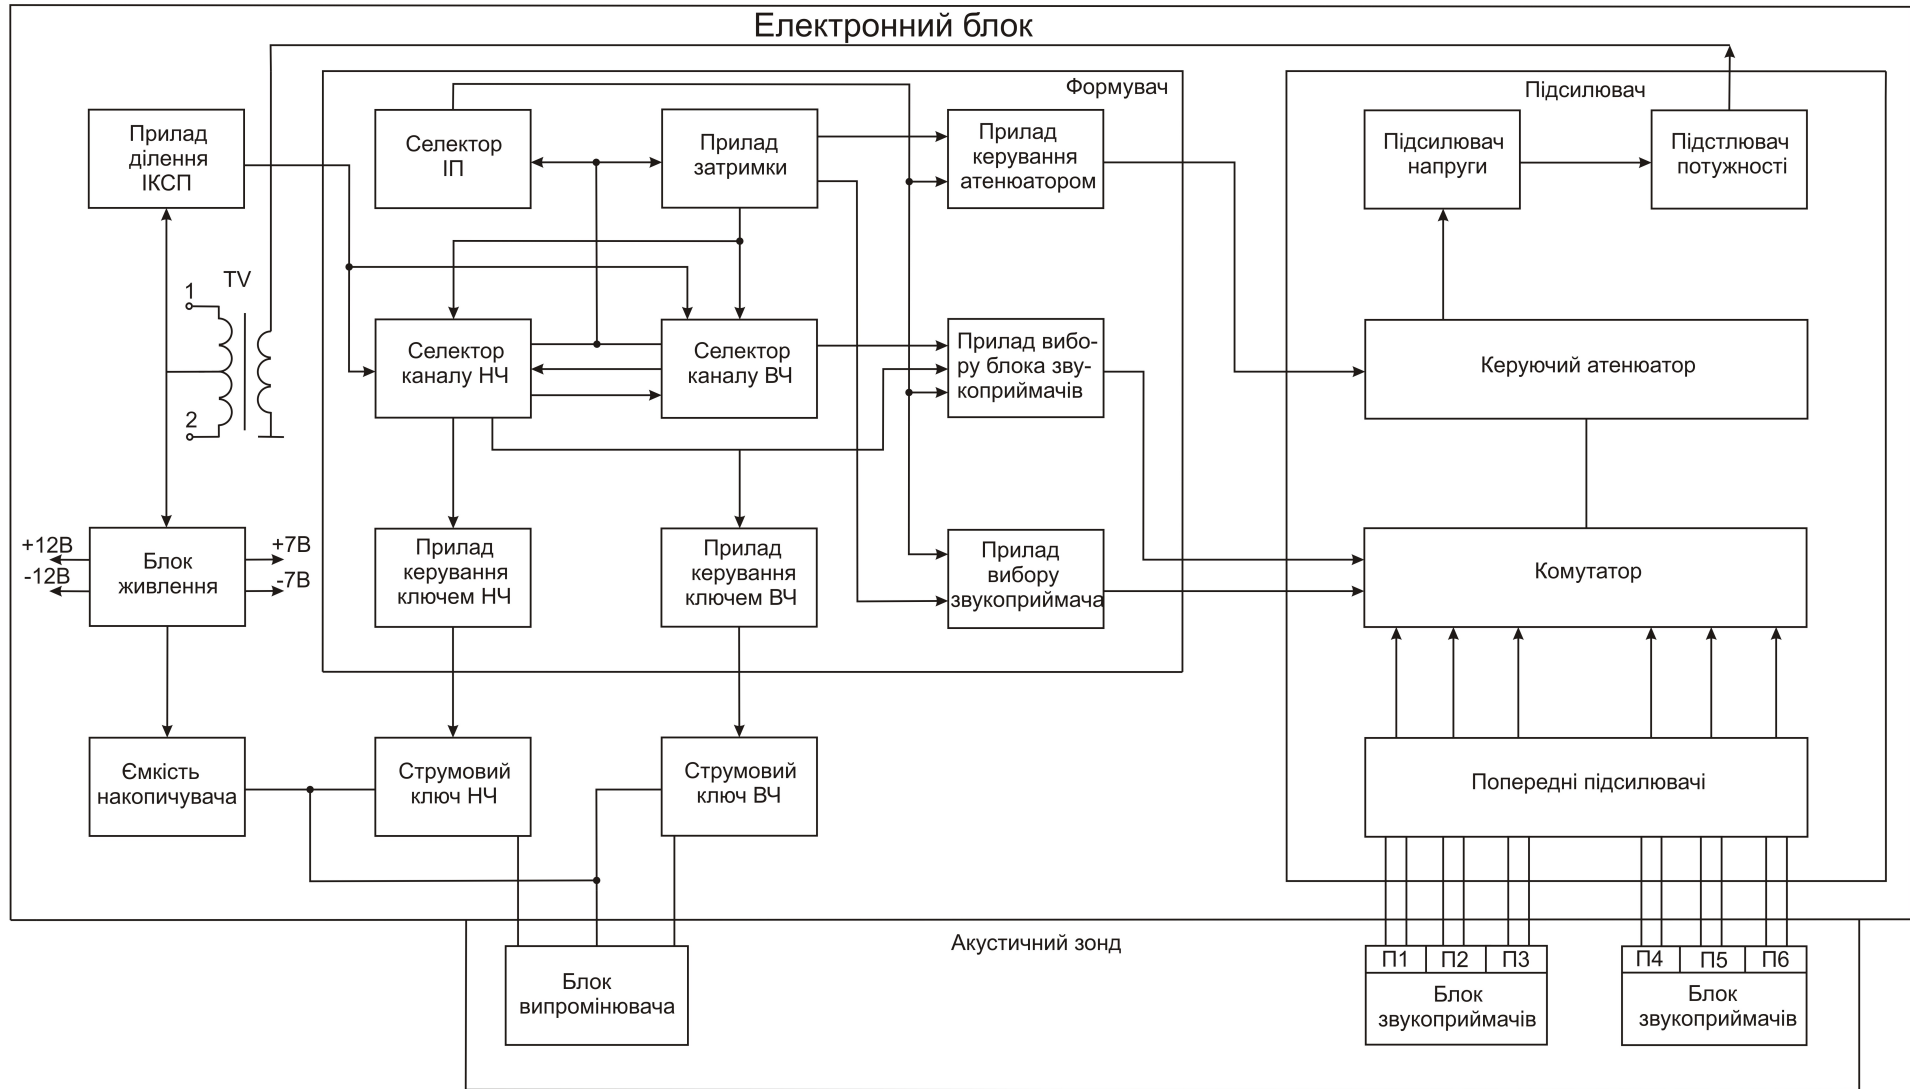 Електронний блок
Формувач
Підсилювач
Прилад
ділення
ІКСП
Селектор
ІП
Прилад
затримки
Прилад
керування
атенюатором
Підсилювач
напруги
Підстлювач
потужності
TV
1
2
Селектор
каналу НЧ
Селектор
каналу ВЧ
Прилад вибо-
ру блока зву-
коприймачів
Керуючий атенюатор
+12В
-12В
Блок
живлення
+7В
-7В
Прилад
керування
ключем НЧ
Прилад
керування
ключем ВЧ
Прилад
вибору
звукоприймача
Комутатор
Ємкість
накопичувача
Струмовий
ключ НЧ
Струмовий
ключ ВЧ
Попередні підсилювачі
Акустичний зонд
Блок
випромінювача
П1 П2 П3
Блок
звукоприймачів
П4 П5 П6
Блок
звукоприймачів